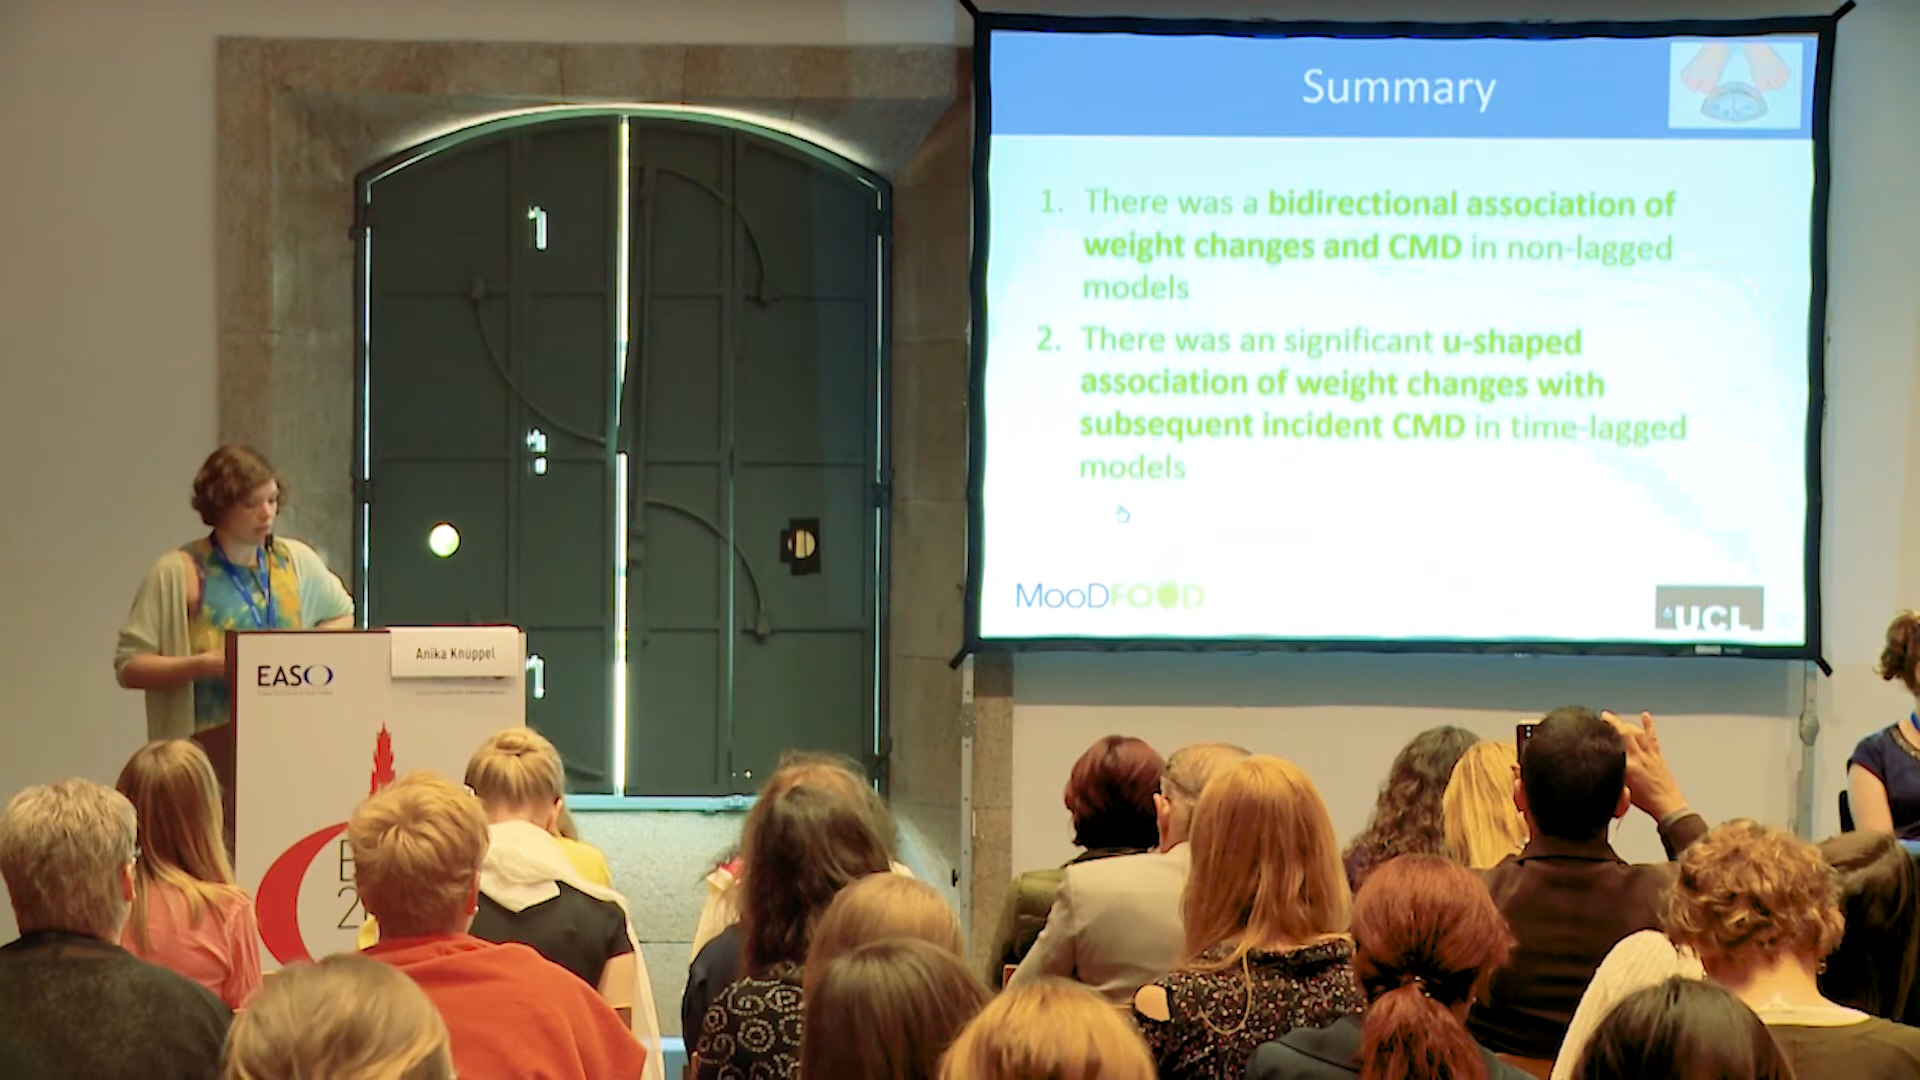 Summary
1. There was a bidirectional association of
weight changes and CMD in non-lagged
models
2. There was an significant u-shaped
association of weight changes with
subsequent incident CMD in time-lagged
models
MooDFOOD
UCL
Anika Knüppel
EASO
E
2